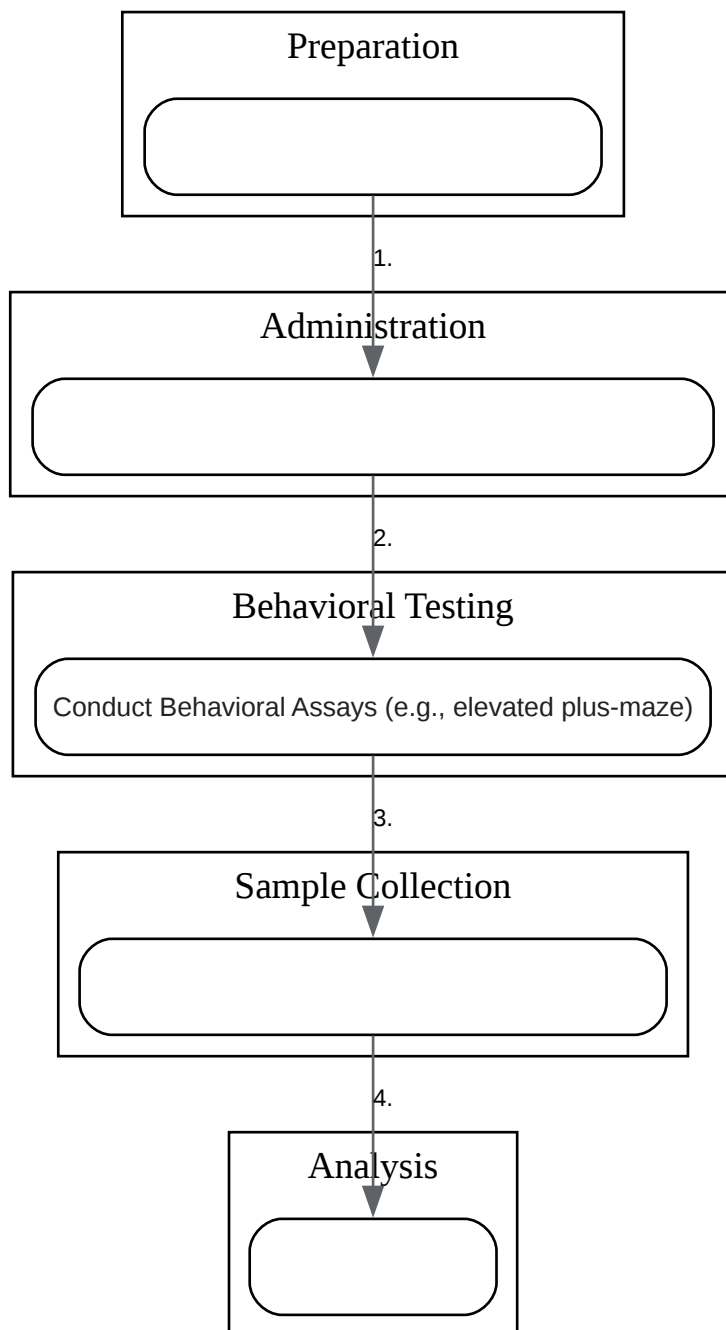 Preparation
1.
Administration
2.
Behavioral Testing
Conduct Behavioral Assays (e.g., elevated plus-maze)
3.
Sample Collection
4.
Analysis